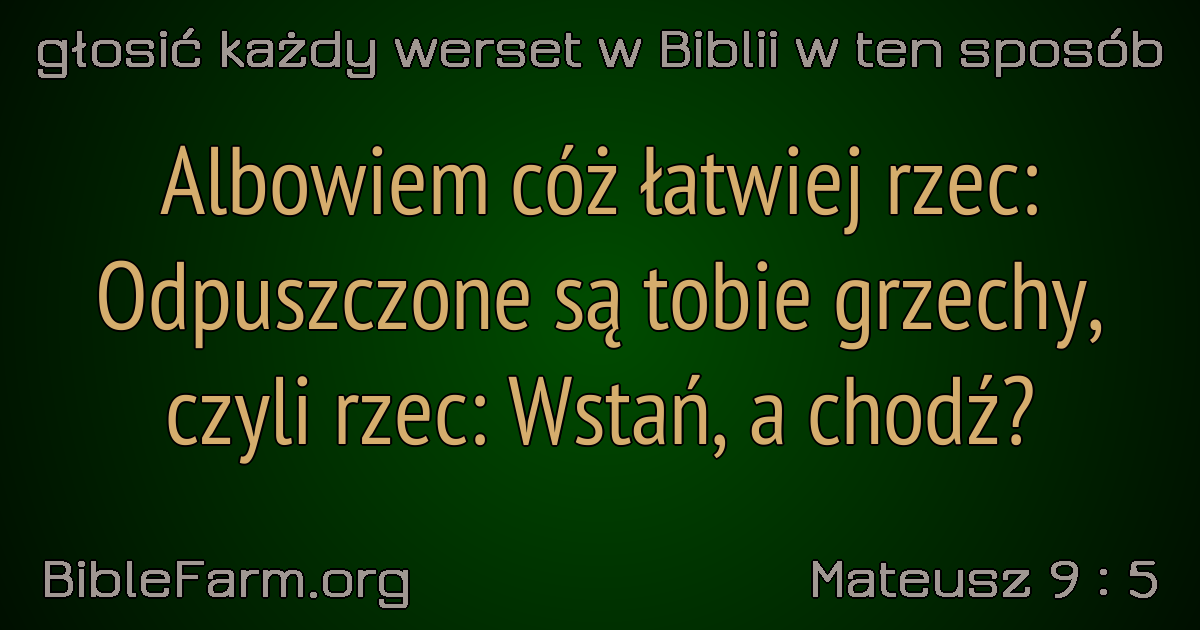 głosić każdy werset w Biblii w ten sposób
Albowiem cóż łatwiej rzec:
Odpuszczone są tobie grzechy,
czyli rzec: Wstań, a chodź?
BibleFarm.org
Mateusz 9 : 5